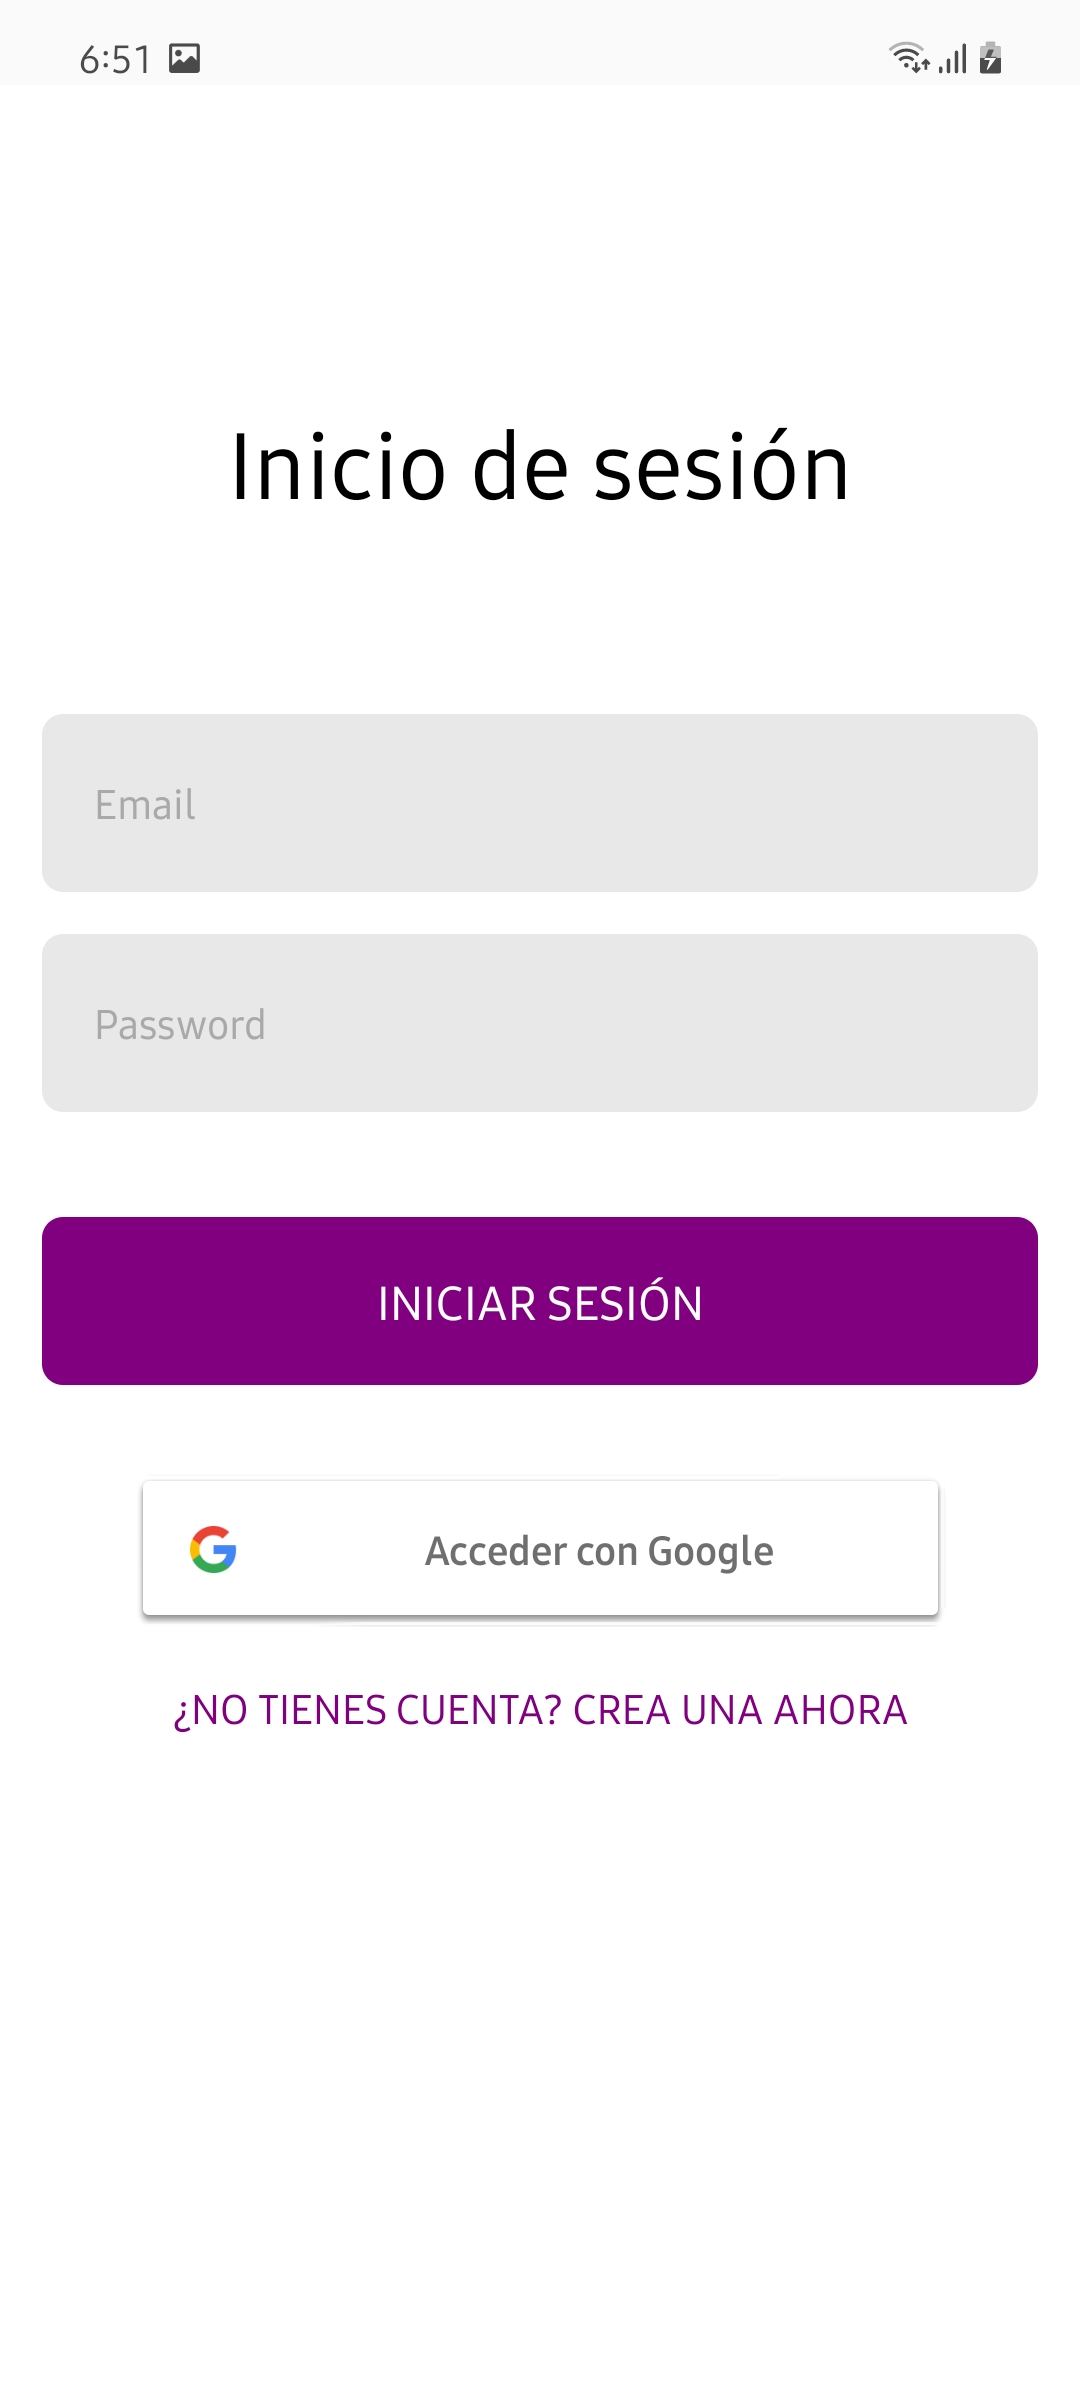 6:51
Inicio de sesión
Email
Password
INICIAR SESIÓN
Acceder con Google
¿NO TIENES CUENTA? CREA UNA AHORA